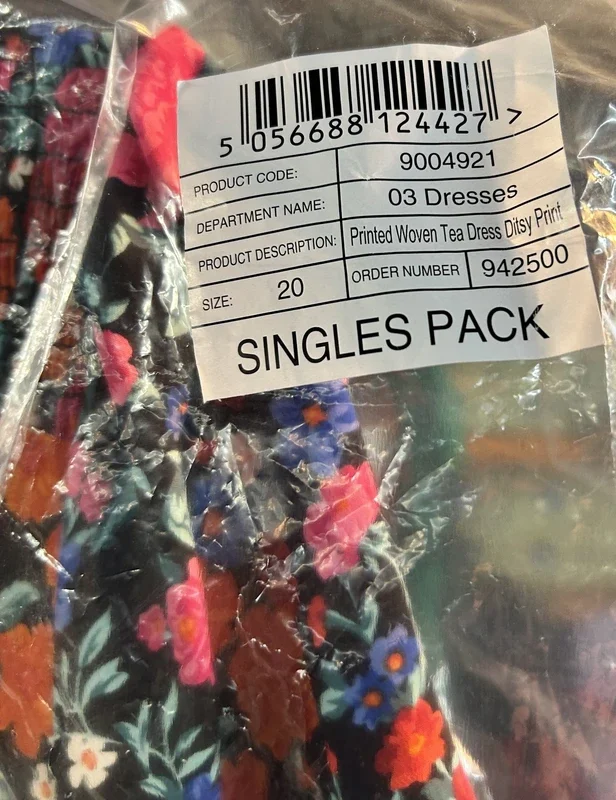 5 056688 124427 >
PRODUCT CODE: 9004921
DEPARTMENT NAME: 03 Dresses
PRODUCT DESCRIPTION: Printed Woven Tea Dress Ditsy Print
SIZE: 20 ORDER NUMBER 942500
SINGLES PACK